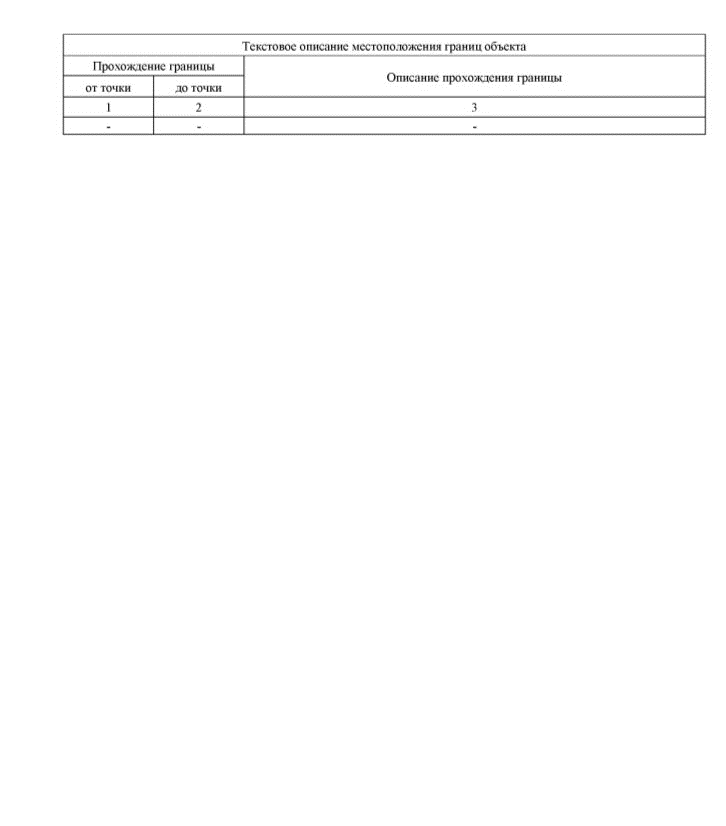 Текстовое описание местоположения границ объекта
Прохождение границы
Описание прохождения границы
от точки до точки
1 2 3
- - -